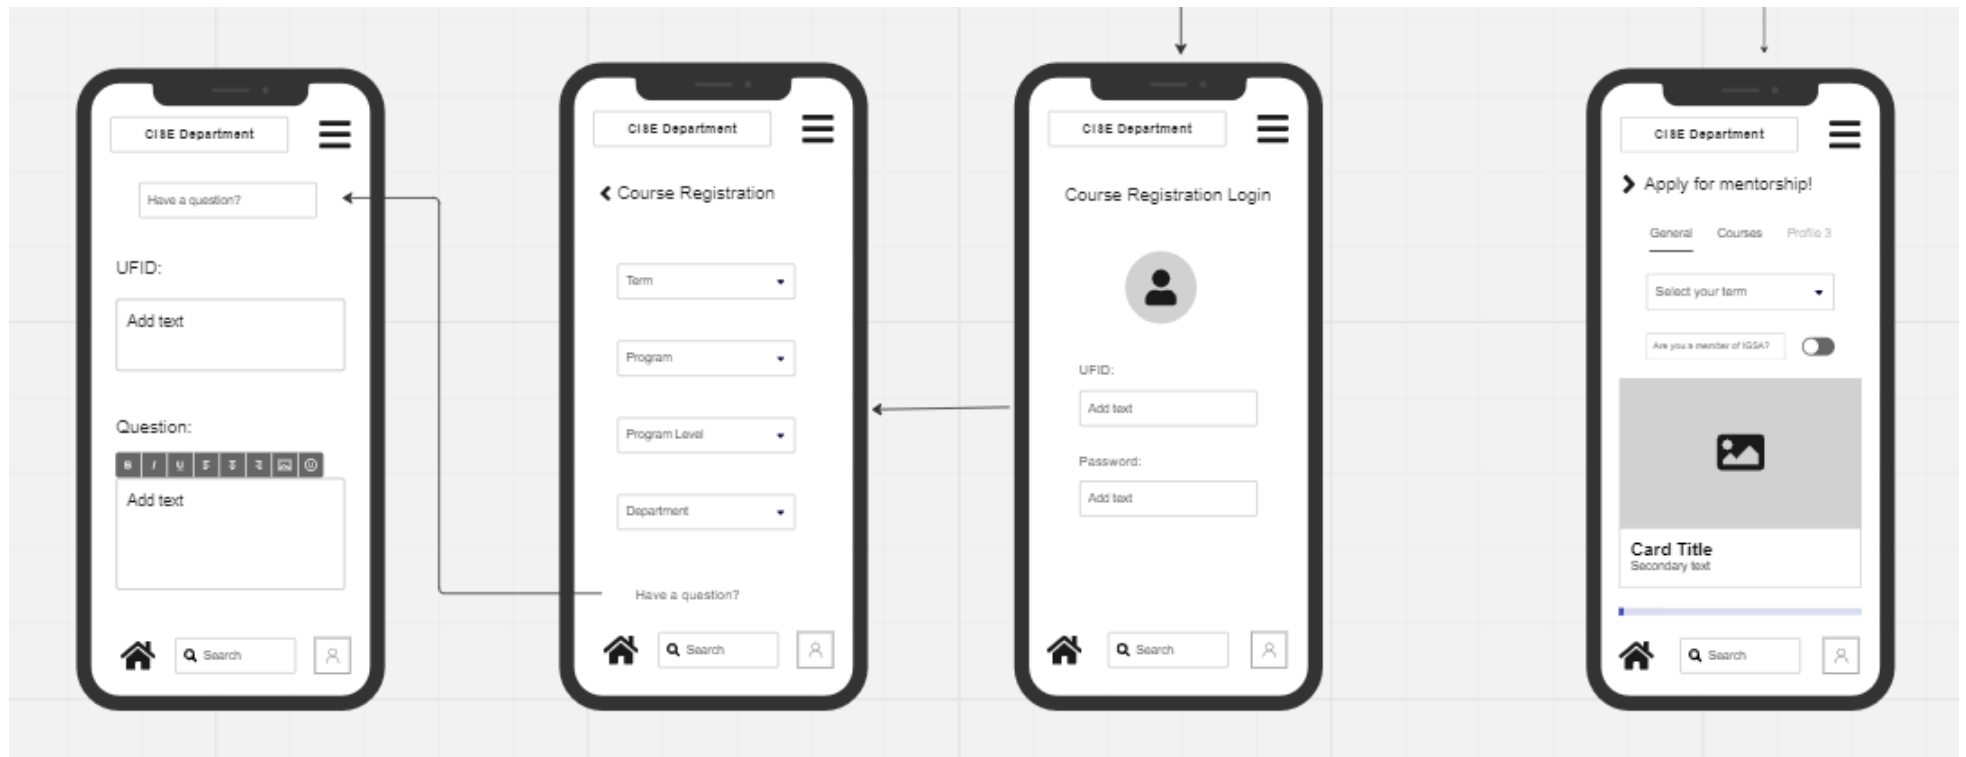 CISE Department
Have a question?
UFID:
Add text
Question:
B I U
Add text
Search
CISE Department
Course Registration
Term
Program
Program Level
Department
Have a question?
Search
CISE Department
Course Registration Login
UFID:
Add text
Password:
Add text
Search
CISE Department
Apply for mentorship!
General Courses Profile 3
Select your term
Are you a member of IGSA?
Card Title
Secondary text
Search